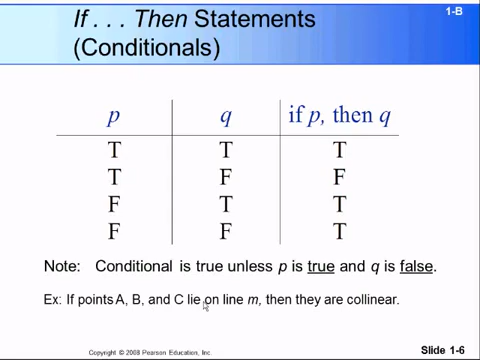 1-B
If . . . Then Statements
(Conditionals)
p q if p, then q
T T T
T F F
F T T
F F T
Note: Conditional is true unless p is true and q is false.
Ex: If points A, B, and C lie on line m, then they are collinear.
Copyright © 2008 Pearson Education, Inc.
Slide 1-6